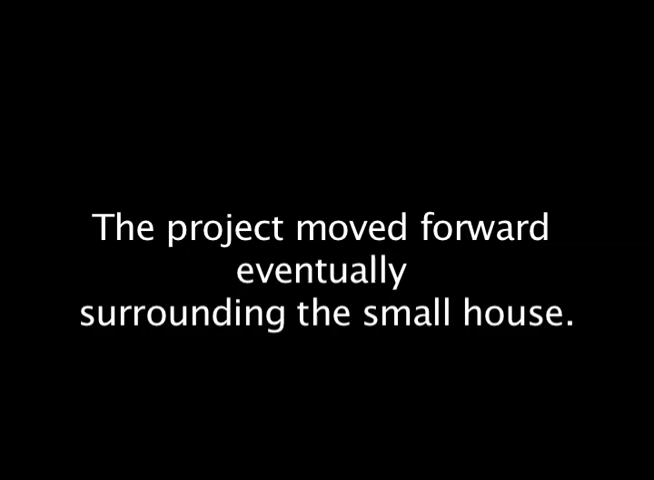 The project moved forward
eventually
surrounding the small house.